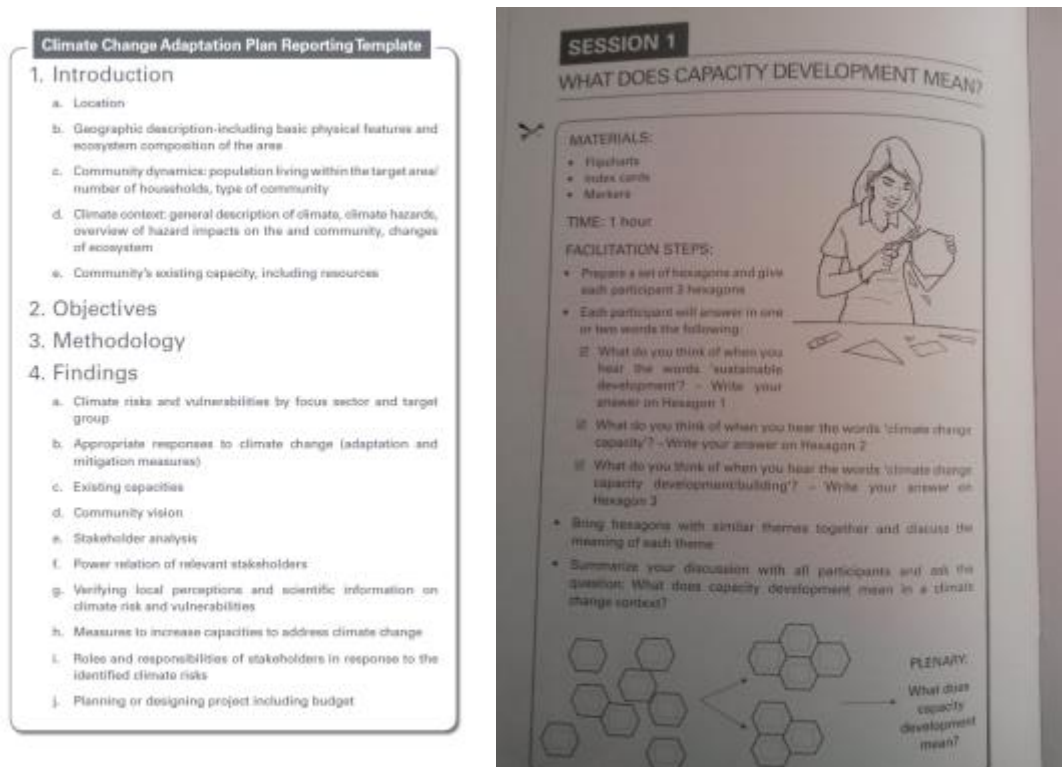 Climate Change Adaptation Plan Reporting Template
1. Introduction
a. Location
b. Geographic description-including basic physical features and
ecosystem composition of the area
c. Community dynamics: population living within the target area/
number of households, type of community
d. Climate context: general description of climate, climate hazards,
overview of hazard impacts on the and community, changes
of ecosystem
e. Community's existing capacity, including resources
2. Objectives
3. Methodology
4. Findings
a. Climate risks and vulnerabilities by focus sector and target
group
b. Appropriate responses to climate change (adaptation and
mitigation measures)
c. Existing capacities
d. Community vision
e. Stakeholder analysis
f. Power relation of relevant stakeholders
g. Verifying local perceptions and scientific information on
climate risk and vulnerabilities
h. Measures to increase capacities to address climate change
i. Roles and responsibilities of stakeholders in response to the
identified climate risks
j. Planning or designing project including budget
SESSION 1
WHAT DOES CAPACITY DEVELOPMENT MEAN?
MATERIALS:
• Flipcharts
• Index cards
• Markers
TIME: 1 hour
FACILITATION STEPS:
• Prepare a set of hexagons and give
each participant 3 hexagons
• Each participant will answer in one
or two words the following:
What do you think of when you
hear the words 'sustainable
development'? – Write your
answer on Hexagon 1
What do you think of when you hear the words 'climate change
capacity'? – Write your answer on Hexagon 2
What do you think of when you hear the words 'climate change
capacity development/building'? – Write your answer on
Hexagon 3
• Bring hexagons with similar themes together and discuss the
meaning of each theme
• Summarize your discussion with all participants and ask the
question: What does capacity development mean in a climate
change context?
PLENARY:
What does
capacity
development
mean?